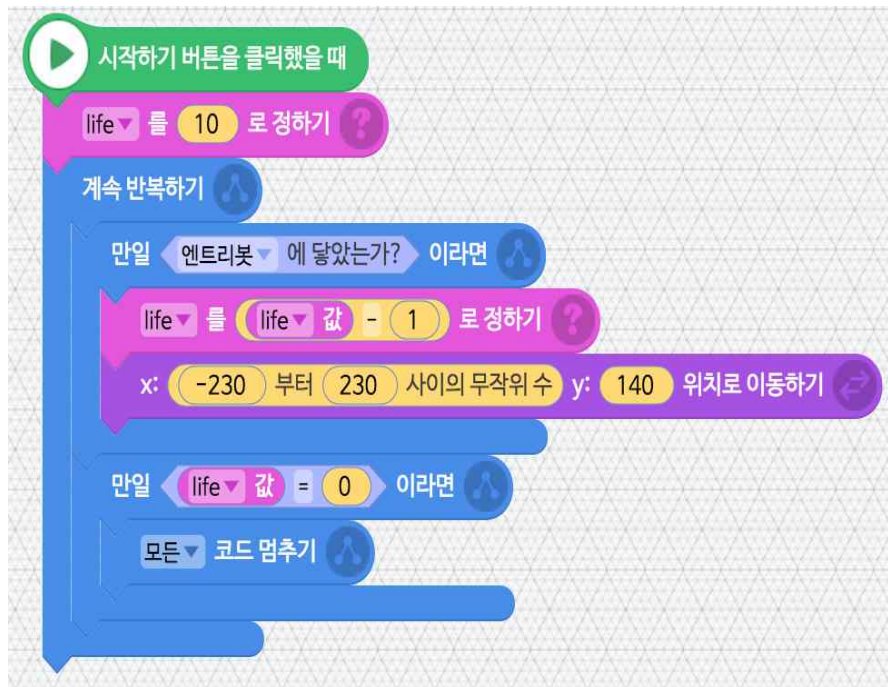 시작하기 버튼을 클릭했을 때
life 를 10 로 정하기 ?
계속 반복하기
만일 엔트리봇 에 닿았는가? 이라면
life 를 life 값 - 1 로 정하기 ?
x: -230 부터 230 사이의 무작위 수 y: 140 위치로 이동하기
만일 life 값 = 0 이라면
모든 코드 멈추기